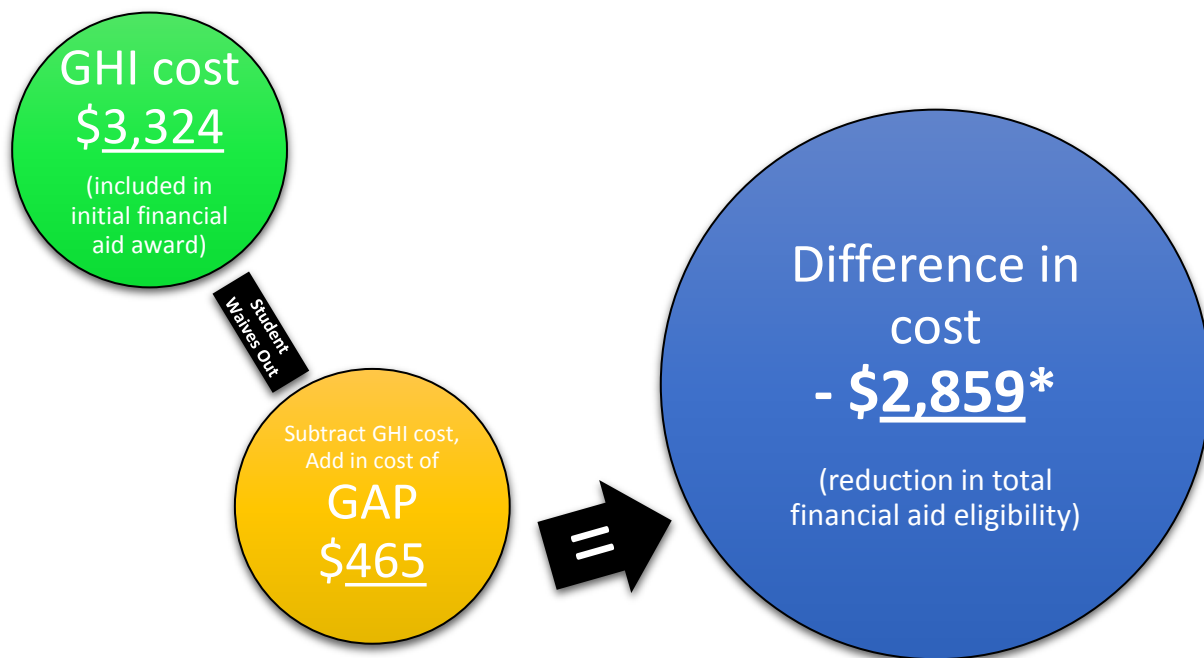 GHI cost
$3,324
(included in
initial financial
aid award)
Student
Waives Out
Subtract GHI cost,
Add in cost of
GAP
$465
=
Difference in
cost
- $2,859*
(reduction in total
financial aid eligibility)